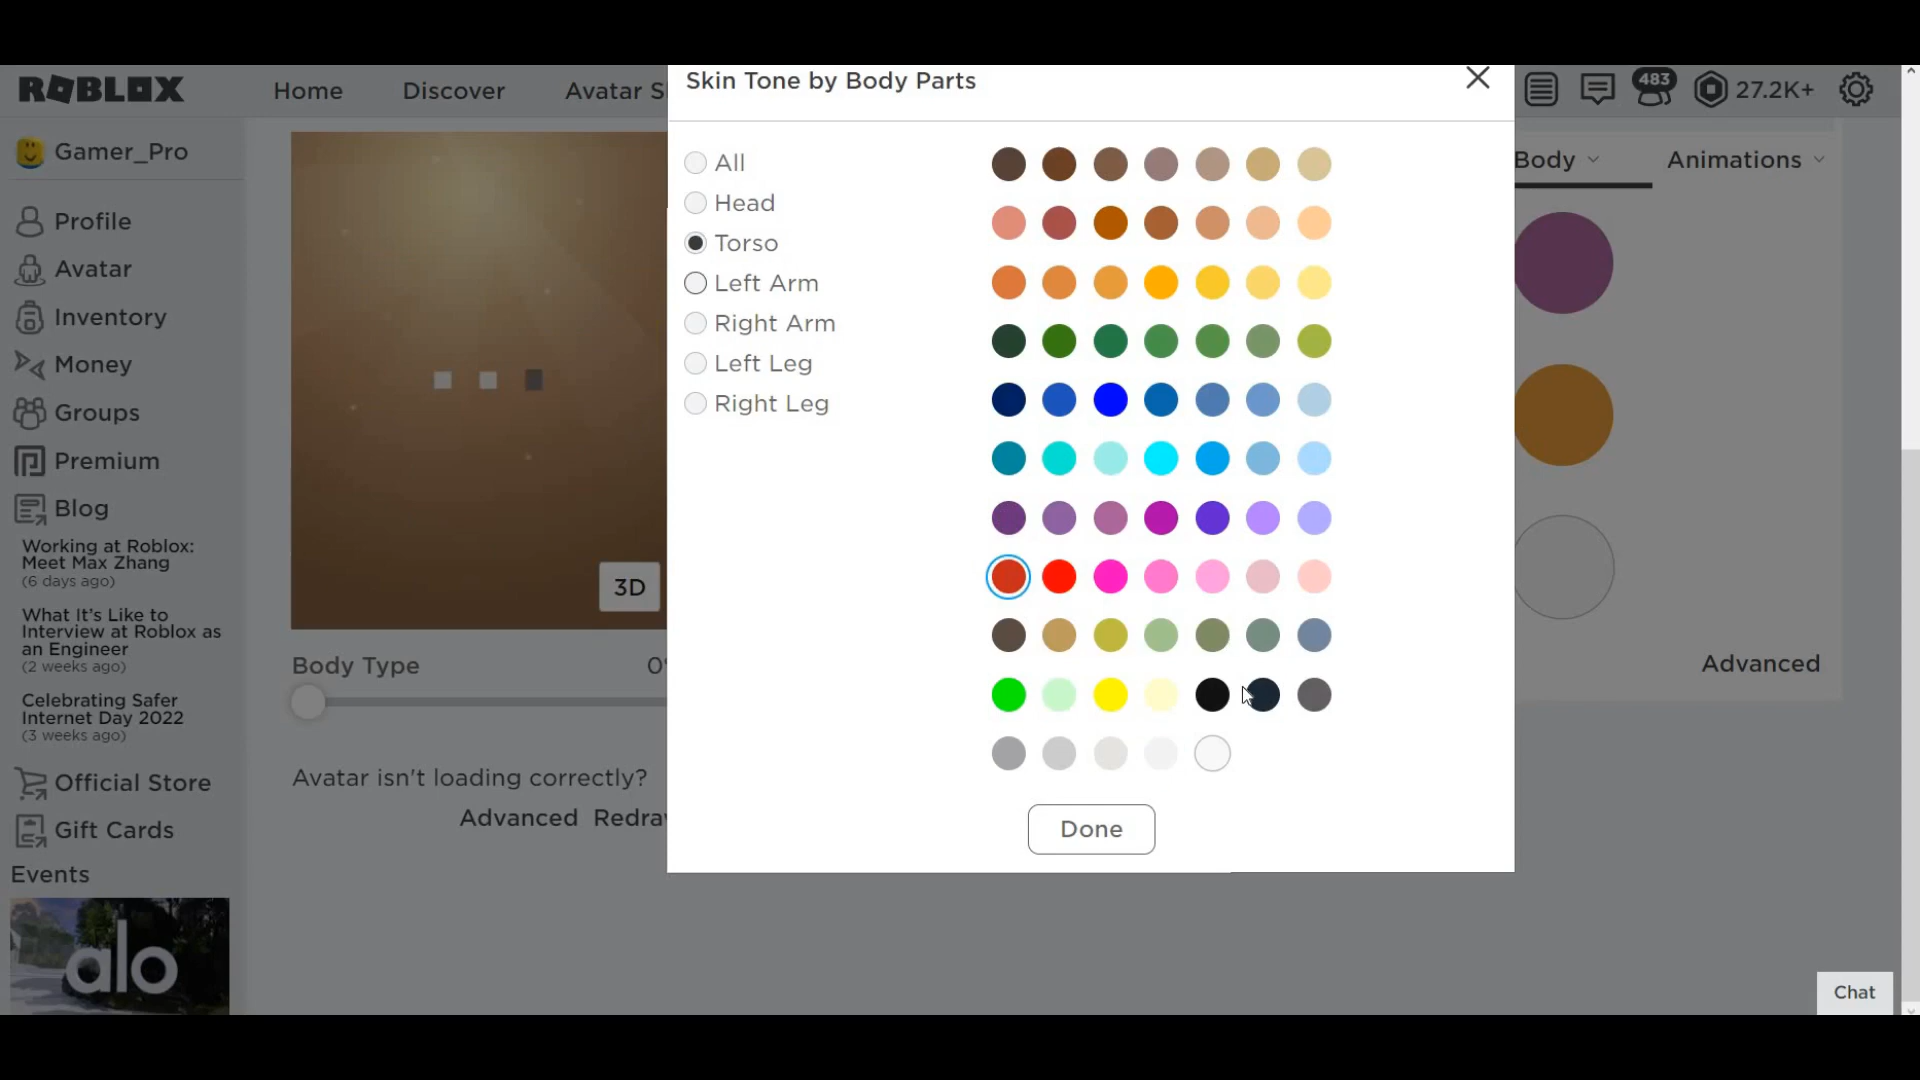 ROBLOX
Home
Discover
Avatar S
483
27.2K+
Gamer_Pro
Profile
Avatar
Inventory
Money
Groups
Premium
Blog
Working at Roblox:
Meet Max Zhang
(6 days ago)
What It's Like to
Interview at Roblox as
an Engineer
(2 weeks ago)
Celebrating Safer
Internet Day 2022
(3 weeks ago)
Official Store
Gift Cards
Events
alo
3D
Body Type
0%
Avatar isn't loading correctly?
Advanced
Redraw
Skin Tone by Body Parts
All
Head
Torso
Left Arm
Right Arm
Left Leg
Right Leg
Done
Body
Animations
Advanced
Chat